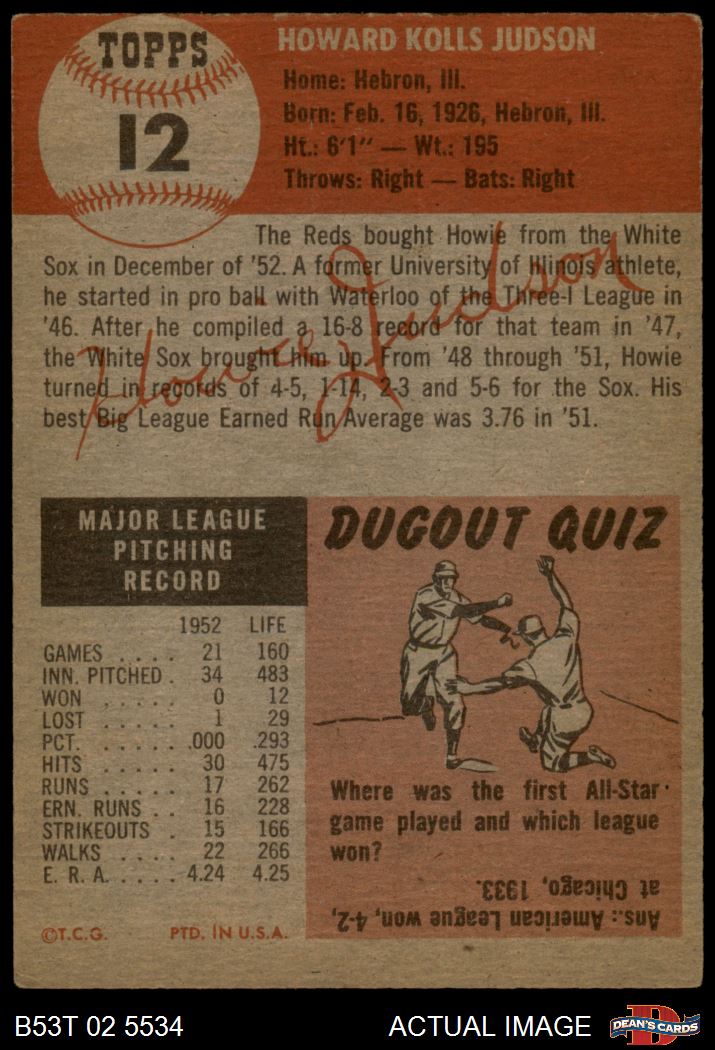 TOPPS
12
HOWARD KOLLS JUDSON
Home: Hebron, Ill.
Born: Feb. 16, 1926, Hebron, Ill.
Ht.: 6'1" — Wt.: 195
Throws: Right — Bats: Right
The Reds bought Howie from the White
Sox in December of '52. A former University of Illinois athlete,
he started in pro ball with Waterloo of the Three-I League in
'46. After he compiled a 16-8 record for that team in '47,
the White Sox brought him up. From '48 through '51, Howie
turned in records of 4-5, 1-14, 2-3 and 5-6 for the Sox. His
best Big League Earned Run Average was 3.76 in '51.
Howie Judson
MAJOR LEAGUE
PITCHING
RECORD
1952 LIFE
GAMES . . . . 21 160
INN. PITCHED . 34 483
WON . . . . . 0 12
LOST . . . . . 1 29
PCT. . . . . . .000 .293
HITS . . . . . 30 475
RUNS . . . . . 17 262
ERN. RUNS . . 16 228
STRIKEOUTS . 15 166
WALKS . . . . 22 266
E. R. A. . . . . 4.24 4.25
©T.C.G. PTD. IN U.S.A.
DUGOUT QUIZ
Where was the first All-Star
game played and which league
won?
Ans.: American League won, 4-2,
at Chicago, 1933.
B53T 02 5534
ACTUAL IMAGE
D
DEAN'S CARDS